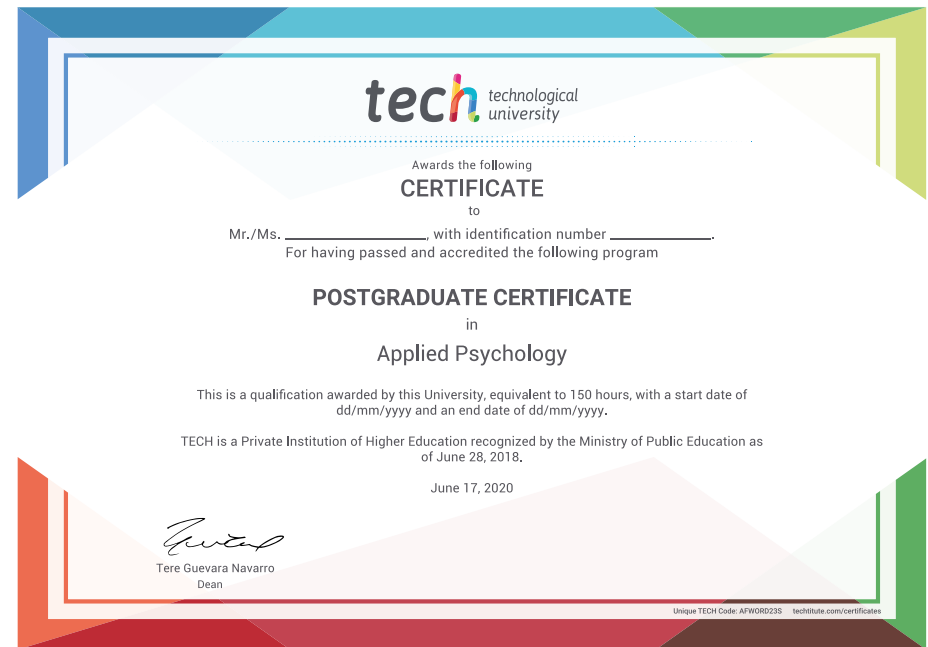 tech technological
university
Awards the following
CERTIFICATE
to
Mr./Ms. ____________________, with identification number ______________.
For having passed and accredited the following program
POSTGRADUATE CERTIFICATE
in
Applied Psychology
This is a qualification awarded by this University, equivalent to 150 hours, with a start date of
dd/mm/yyyy and an end date of dd/mm/yyyy.
TECH is a Private Institution of Higher Education recognized by the Ministry of Public Education as
of June 28, 2018.
June 17, 2020
Tere Guevara Navarro
Dean
Unique TECH Code: AFWORD23S techtitute.com/certificates